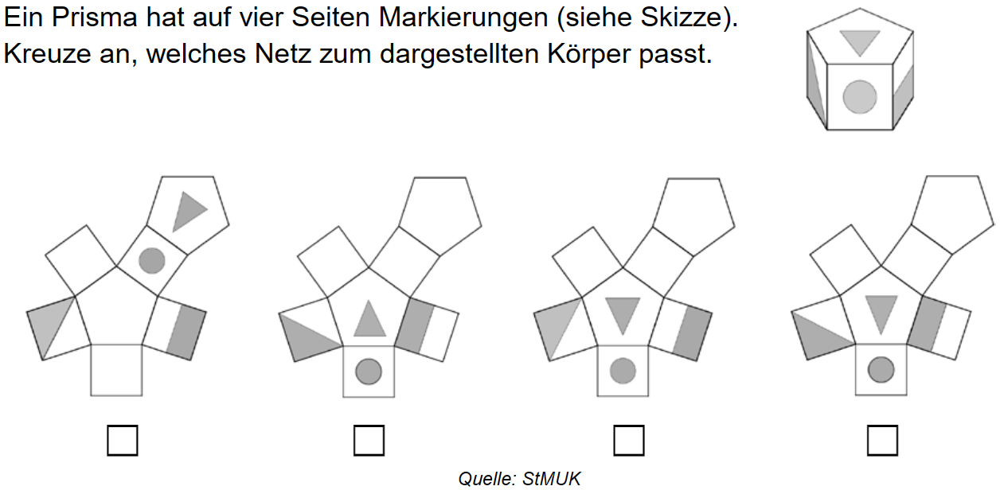 Ein Prisma hat auf vier Seiten Markierungen (siehe Skizze).
Kreuze an, welches Netz zum dargestellten Körper passt.
Quelle: StMUK